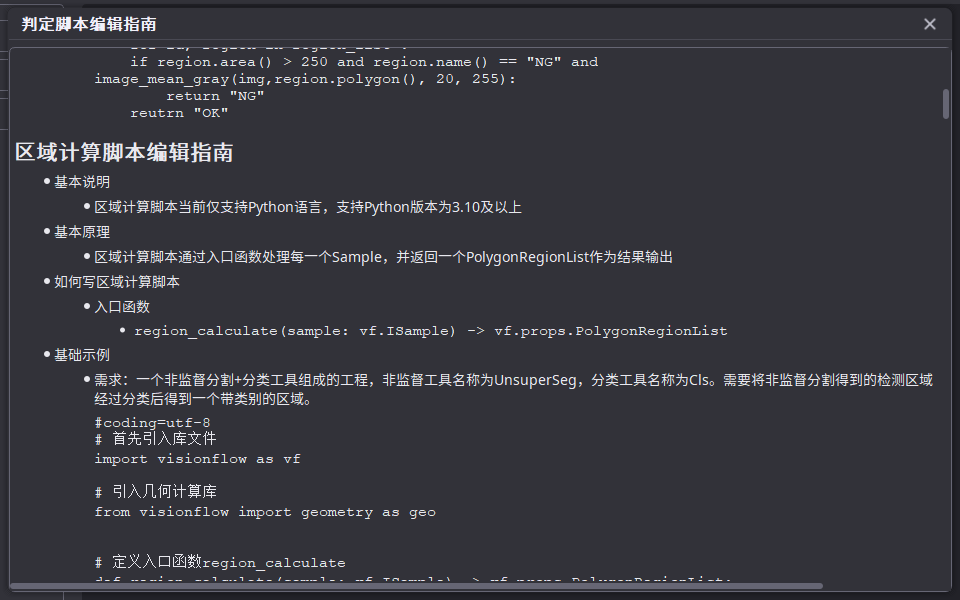 判定脚本编辑指南
for id, region in region_list :
if region.area() > 250 and region.name() == "NG" and
image_mean_gray(img,region.polygon(), 20, 255):
return "NG"
reutrn "OK"
区域计算脚本编辑指南
基本说明
区域计算脚本当前仅支持Python语言，支持Python版本为3.10及以上
基本原理
区域计算脚本通过入口函数处理每一个Sample，并返回一个PolygonRegionList作为结果输出
如何写区域计算脚本
入口函数
region_calculate(sample: vf.ISample) -> vf.props.PolygonRegionList
基础示例
需求：一个非监督分割+分类工具组成的工程，非监督工具名称为UnsuperSeg，分类工具名称为Cls。需要将非监督分割得到的检测区域
经过分类后得到一个带类别的区域。
#coding=utf-8
# 首先引入库文件
import visionflow as vf
# 引入几何计算库
from visionflow import geometry as geo
# 定义入口函数region_calculate
def region_calculate(sample: vf.ISample) -> vf.props.PolygonRegionList: